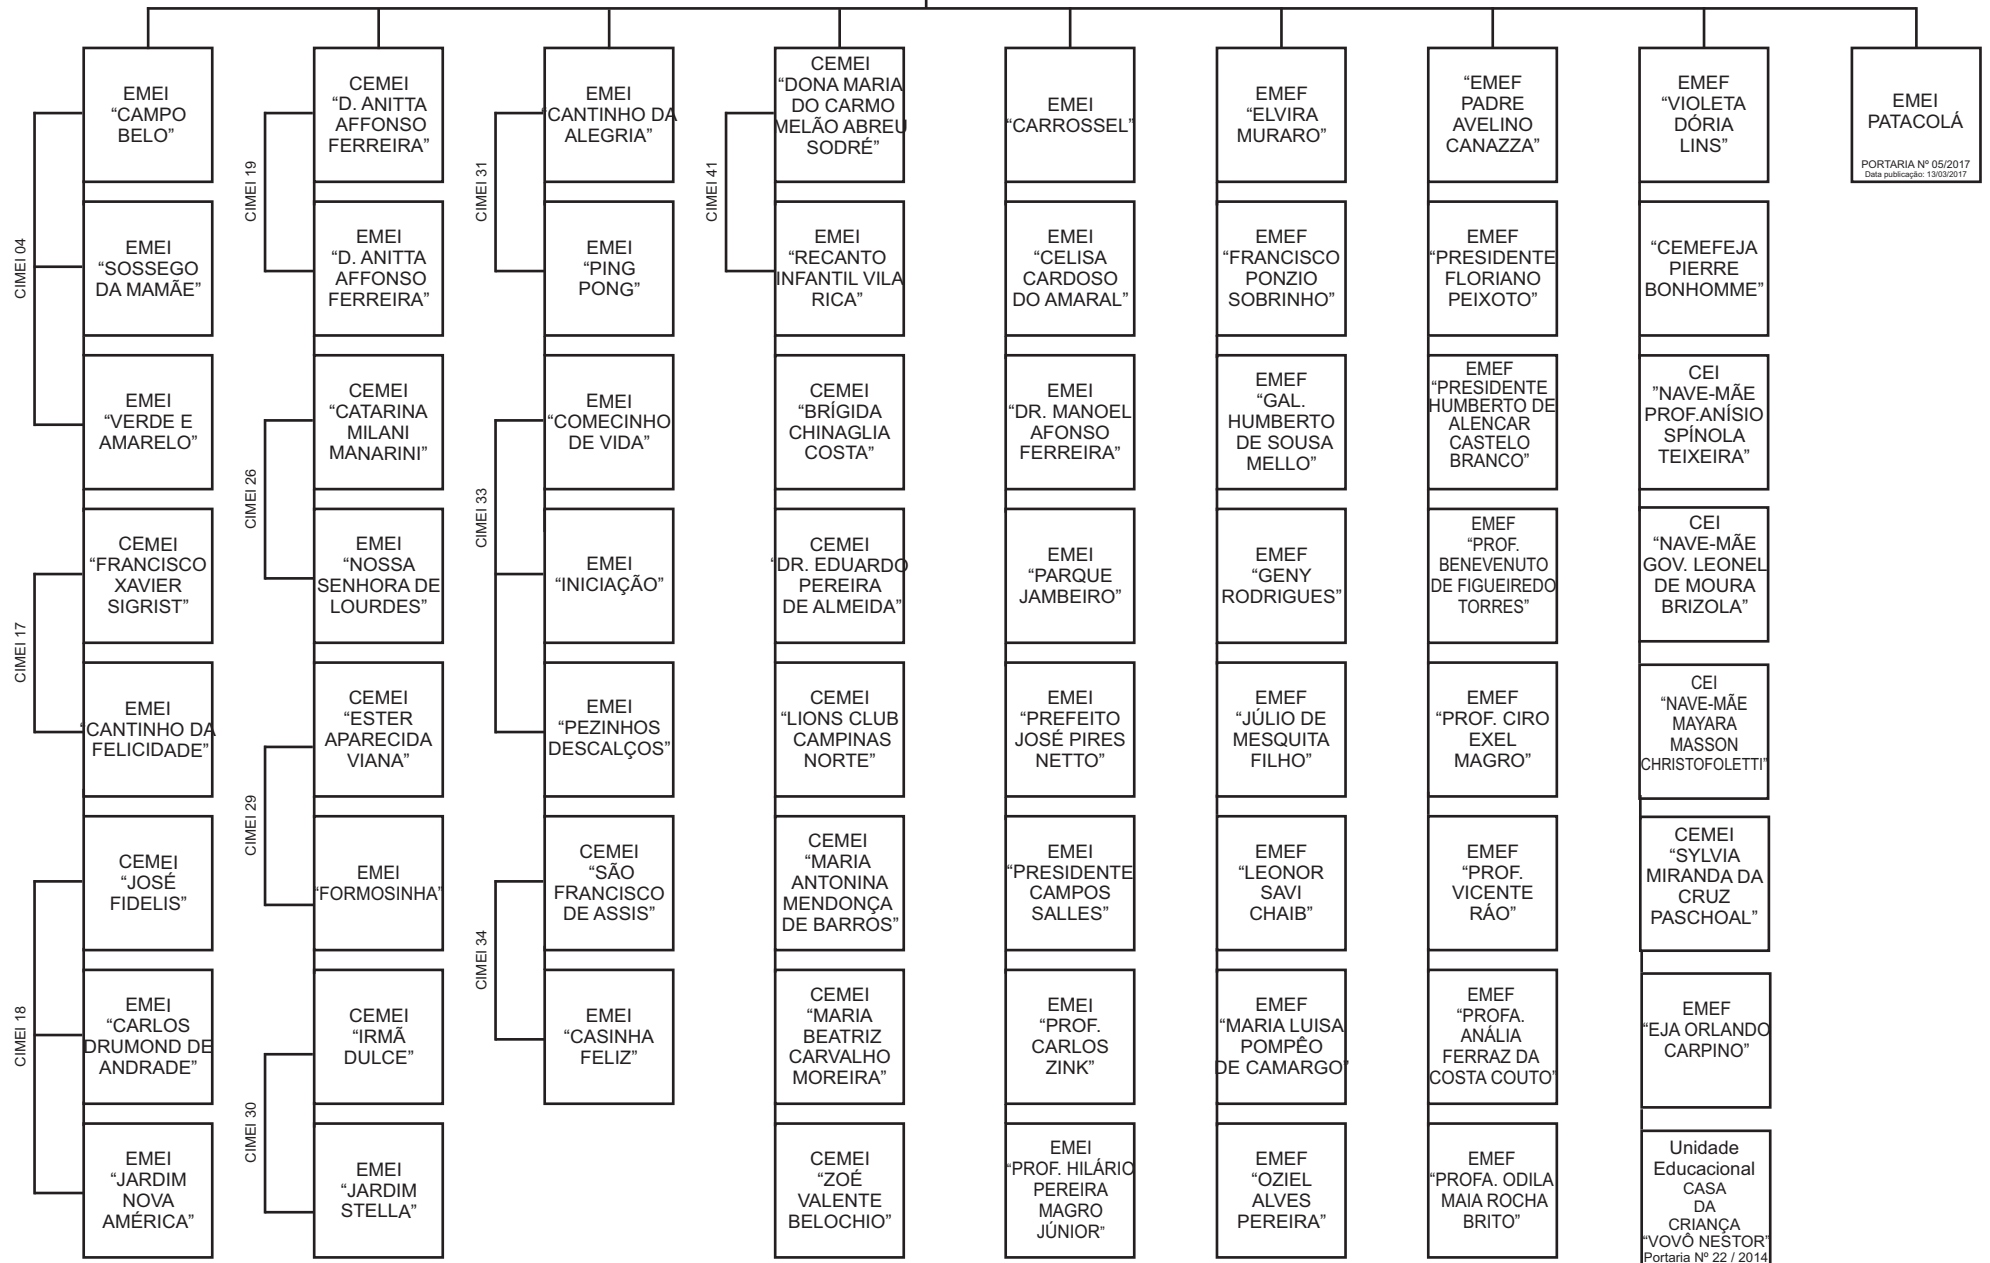 EMEI
“CAMPO
BELO”
EMEI
“SOSSEGO
DA MAMÃE”
EMEI
“VERDE E
AMARELO”
CIMEI 04
CEMEI
“FRANCISCO
XAVIER
SIGRIST”
EMEI
“CANTINHO DA
FELICIDADE”
CIMEI 17
CEMEI
“JOSÉ
FIDELIS”
EMEI
“CARLOS
DRUMOND DE
ANDRADE”
EMEI
“JARDIM
NOVA
AMÉRICA”
CIMEI 18
CEMEI
“D. ANITTA
AFFONSO
FERREIRA”
EMEI
“D. ANITTA
AFFONSO
FERREIRA”
CIMEI 19
CEMEI
“CATARINA
MILANI
MANARINI”
EMEI
“NOSSA
SENHORA DE
LOURDES”
CIMEI 26
CEMEI
“ESTER
APARECIDA
VIANA”
EMEI
“FORMOSINHA”
CIMEI 29
CEMEI
“IRMÃ
DULCE”
EMEI
“JARDIM
STELLA”
CIMEI 30
EMEI
“CANTINHO DA
ALEGRIA”
EMEI
“PING
PONG”
CIMEI 31
EMEI
“COMECINHO
DE VIDA”
EMEI
“INICIAÇÃO”
EMEI
“PEZINHOS
DESCALÇOS”
CIMEI 33
CEMEI
“SÃO
FRANCISCO
DE ASSIS”
EMEI
“CASINHA
FELIZ”
CIMEI 34
CEMEI
“DONA MARIA
DO CARMO
MELÃO ABREU
SODRÉ”
EMEI
“RECANTO
INFANTIL VILA
RICA”
CIMEI 41
CEMEI
“BRÍGIDA
CHINAGLIA
COSTA”
CEMEI
“DR. EDUARDO
PEREIRA
DE ALMEIDA”
CEMEI
“LIONS CLUB
CAMPINAS
NORTE”
CEMEI
“MARIA
ANTONINA
MENDONÇA
DE BARROS”
CEMEI
“MARIA
BEATRIZ
CARVALHO
MOREIRA”
CEMEI
“ZOÉ
VALENTE
BELOCHIO”
EMEI
“CARROSSEL”
EMEI
“CELISA
CARDOSO
DO AMARAL”
EMEI
“DR. MANOEL
AFONSO
FERREIRA”
EMEI
“PARQUE
JAMBEIRO”
EMEI
“PREFEITO
JOSÉ PIRES
NETTO”
EMEI
“PRESIDENTE
CAMPOS
SALLES”
EMEI
“PROF.
CARLOS
ZINK”
EMEI
“PROF. HILÁRIO
PEREIRA
MAGRO
JÚNIOR”
EMEF
“ELVIRA
MURARO”
EMEF
“FRANCISCO
PONZIO
SOBRINHO”
EMEF
“GAL.
HUMBERTO
DE SOUSA
MELLO”
EMEF
“GENY
RODRIGUES”
EMEF
“JÚLIO DE
MESQUITA
FILHO”
EMEF
“LEONOR
SAVI
CHAIB”
EMEF
“MARIA LUISA
POMPÊO
DE CAMARGO”
EMEF
“OZIEL
ALVES
PEREIRA”
“EMEF
PADRE
AVELINO
CANAZZA”
EMEF
“PRESIDENTE
FLORIANO
PEIXOTO”
EMEF
“PRESIDENTE
HUMBERTO DE
ALENCAR
CASTELO
BRANCO”
EMEF
“PROF.
BENEVENUTO
DE FIGUEIREDO
TORRES”
EMEF
“PROF. CIRO
EXEL
MAGRO”
EMEF
“PROF.
VICENTE
RÁO”
EMEF
“PROFA.
ANÁLIA
FERRAZ DA
COSTA COUTO”
EMEF
“PROFA. ODILA
MAIA ROCHA
BRITO”
EMEF
“VIOLETA
DÓRIA
LINS”
“CEMEFEJA
PIERRE
BONHOMME”
CEI
“NAVE-MÃE
PROF.ANÍSIO
SPÍNOLA
TEIXEIRA”
CEI
“NAVE-MÃE
GOV. LEONEL
DE MOURA
BRIZOLA”
CEI
“NAVE-MÃE
MAYARA
MASSON
CHRISTOFOLETTI”
CEMEI
“SYLVIA
MIRANDA DA
CRUZ
PASCHOAL”
EMEF
“EJA ORLANDO
CARPINO”
Unidade
Educacional
CASA
DA
CRIANÇA
“VOVÔ NESTOR”
Portaria Nº 22 / 2014
EMEI
PATACOLÁ
PORTARIA Nº 05/2017
Data publicação: 13/03/2017